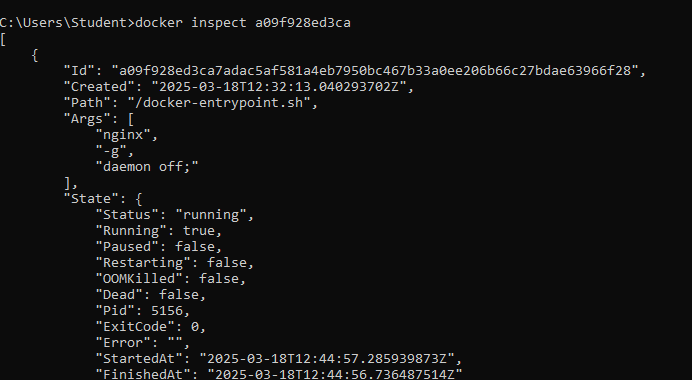 C:\Users\Student>docker inspect a09f928ed3ca
[
    {
        "Id": "a09f928ed3ca7adac5af581a4eb7950bc467b33a0ee206b66c27bdae63966f28",
        "Created": "2025-03-18T12:32:13.040293702Z",
        "Path": "/docker-entrypoint.sh",
        "Args": [
            "nginx",
            "-g",
            "daemon off;"
        ],
        "State": {
            "Status": "running",
            "Running": true,
            "Paused": false,
            "Restarting": false,
            "OOMKilled": false,
            "Dead": false,
            "Pid": 5156,
            "ExitCode": 0,
            "Error": "",
            "StartedAt": "2025-03-18T12:44:57.285939873Z",
            "FinishedAt": "2025-03-18T12:44:56.736487514Z"